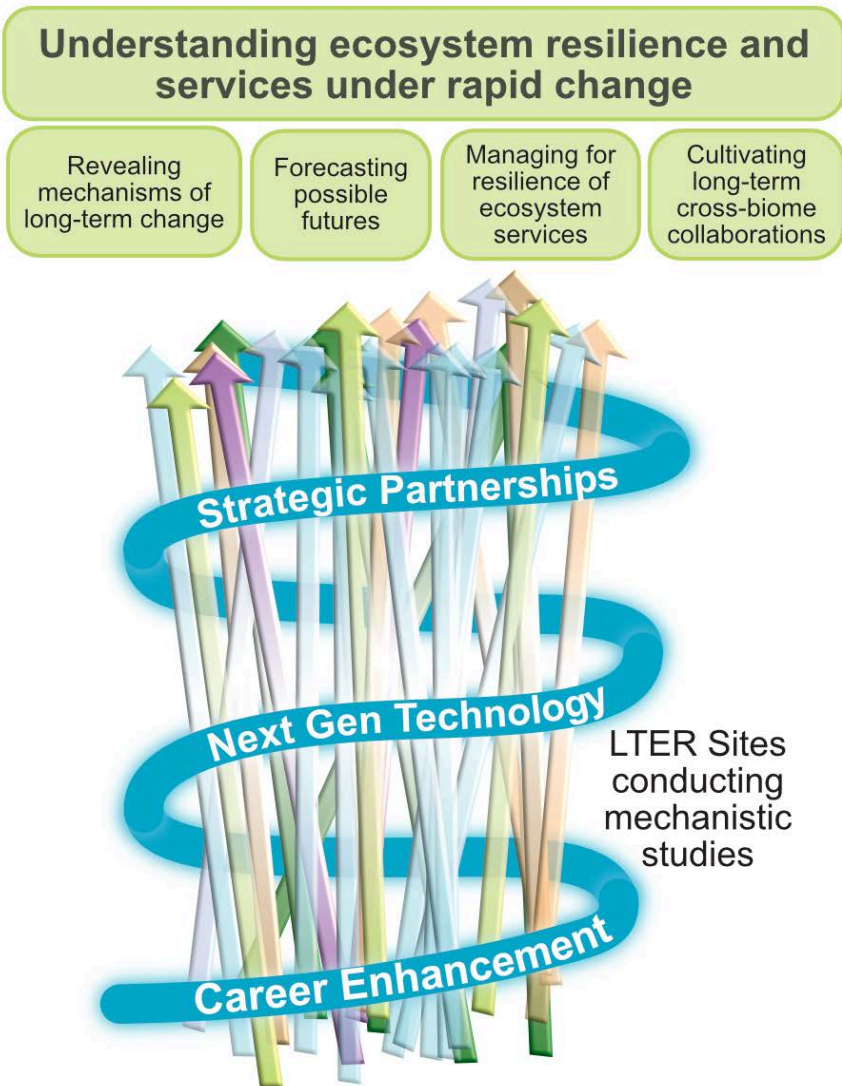 Understanding ecosystem resilience and
services under rapid change
Revealing
mechanisms of
long-term change
Forecasting
possible
futures
Managing for
resilience of
ecosystem
services
Cultivating
long-term
cross-biome
collaborations
Strategic Partnerships
Next Gen Technology
LTER Sites
conducting
mechanistic
studies
Career Enhancement